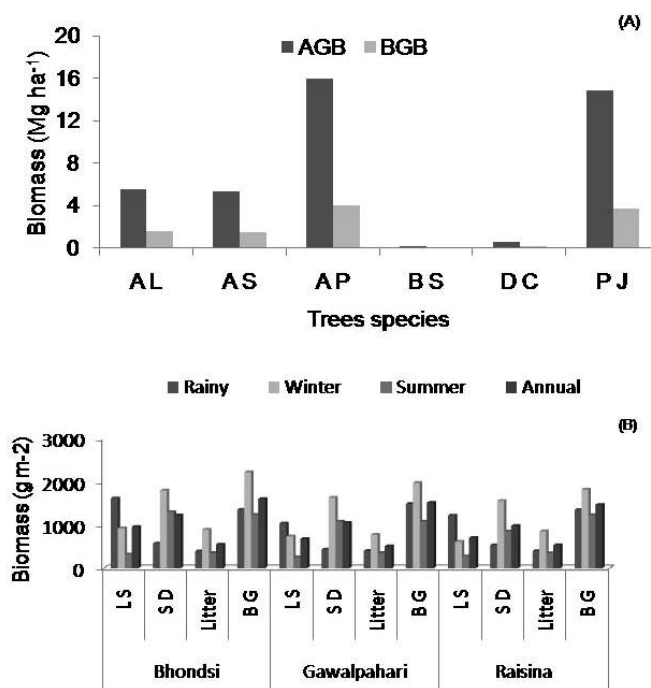 (A)
AGB BGB
Biomass (Mg ha-1)
20
16
12
8
4
0
AL AS AP BS DC PJ
Trees species
Rainy Winter Summer Annual
(B)
Biomass (g m-2)
3000
2000
1000
0
LS SD Litter BG LS SD Litter BG LS SD Litter BG
Bhondsi Gawalpahari Raisina